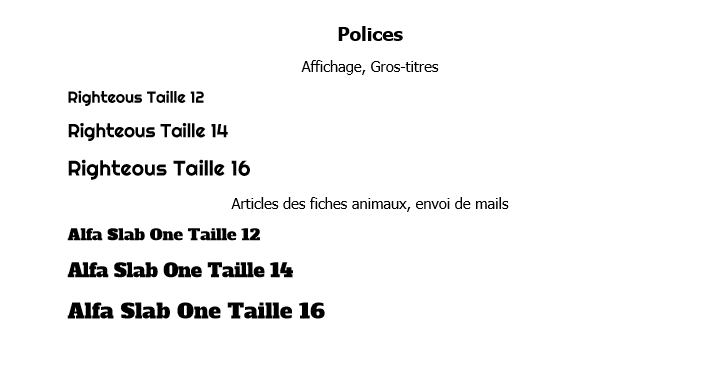 Polices
Affichage, Gros-titres
Righteous Taille 12
Righteous Taille 14
Righteous Taille 16
Articles des fiches animaux, envoi de mails
Alfa Slab One Taille 12
Alfa Slab One Taille 14
Alfa Slab One Taille 16